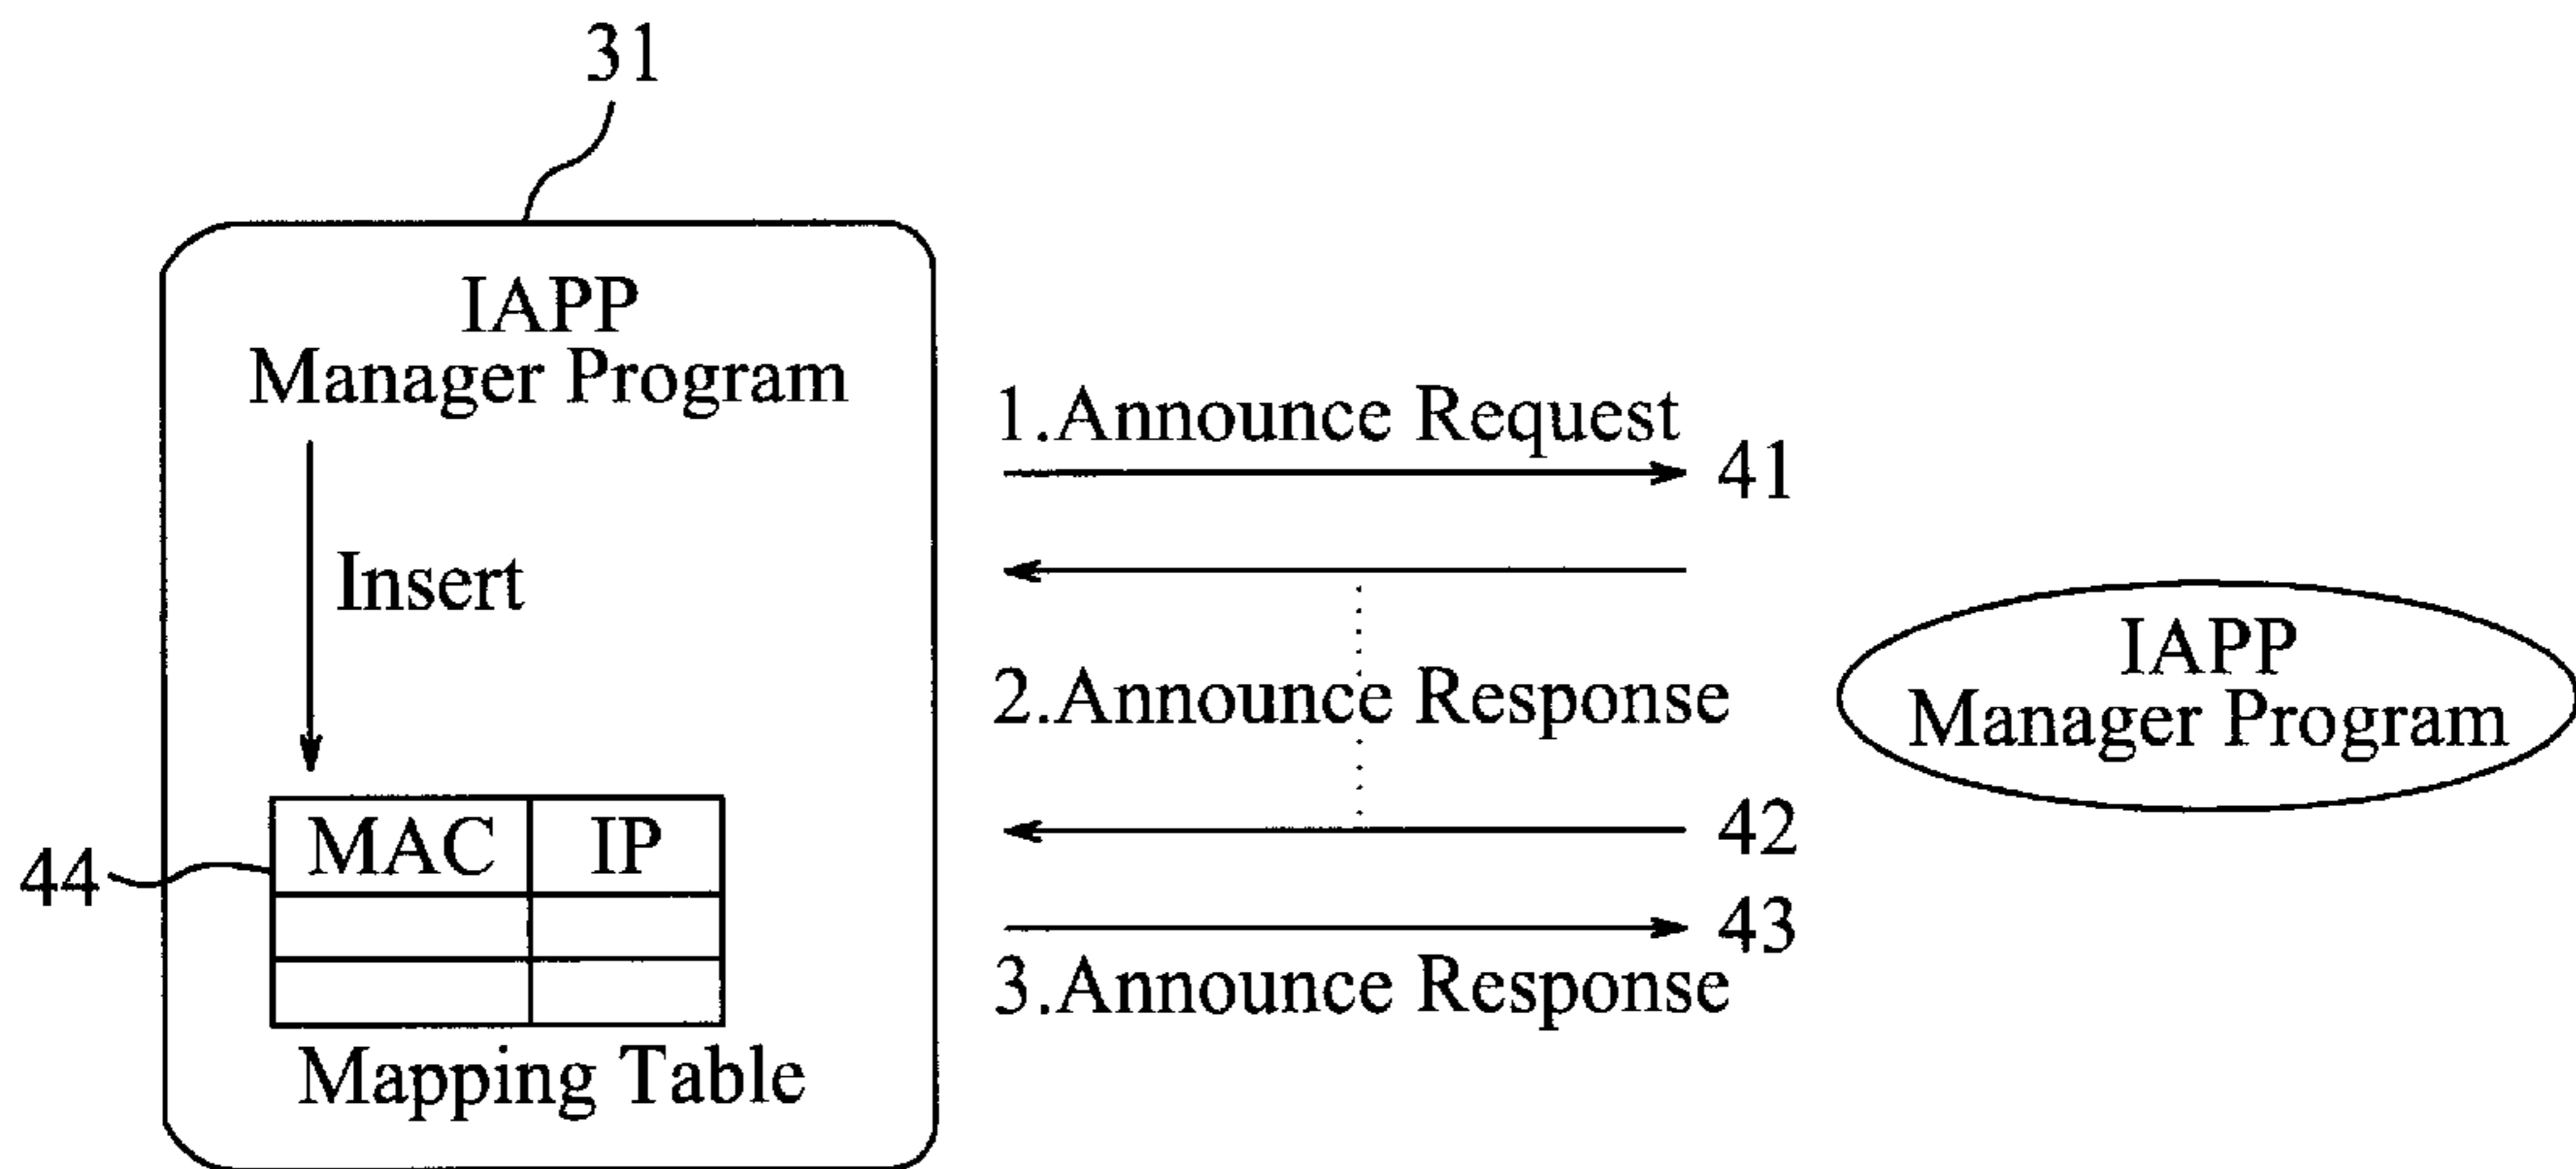 31
IAPP
Manager Program
Insert
MAC IP
44
Mapping Table
1.Announce Request
41
2.Announce Response
42
43
3.Announce Response
IAPP
Manager Program